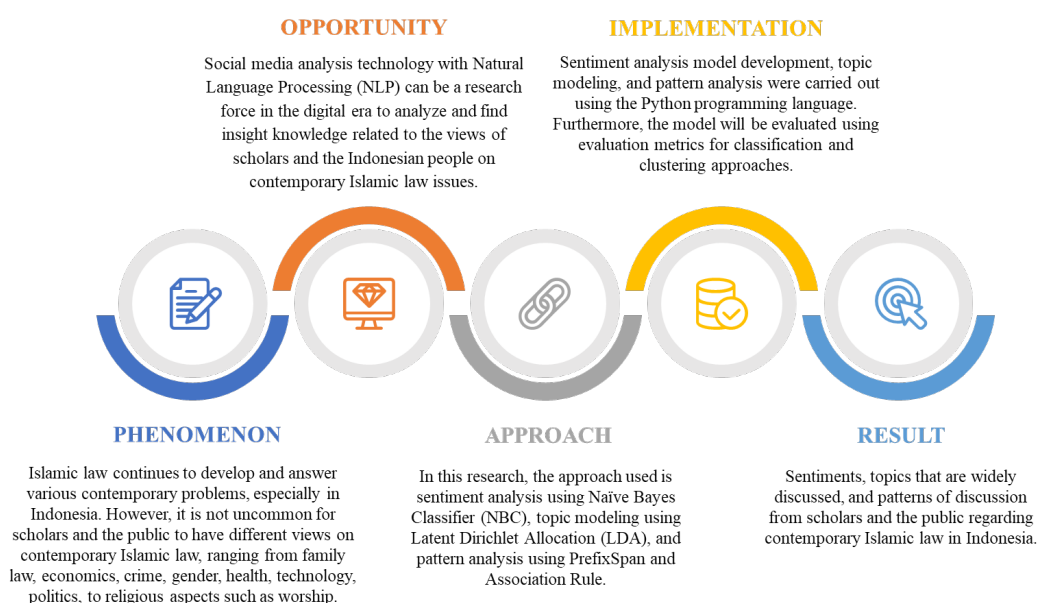 OPPORTUNITY
Social media analysis technology with Natural
Language Processing (NLP) can be a research
force in the digital era to analyze and find
insight knowledge related to the views of
scholars and the Indonesian people on
contemporary Islamic law issues.
IMPLEMENTATION
Sentiment analysis model development, topic
modeling, and pattern analysis were carried out
using the Python programming language.
Furthermore, the model will be evaluated using
evaluation metrics for classification and
clustering approaches.
PHENOMENON
Islamic law continues to develop and answer
various contemporary problems, especially in
Indonesia. However, it is not uncommon for
scholars and the public to have different views on
contemporary Islamic law, ranging from family
law, economics, crime, gender, health, technology,
politics, to religious aspects such as worship.
APPROACH
In this research, the approach used is
sentiment analysis using Naïve Bayes
Classifier (NBC), topic modeling using
Latent Dirichlet Allocation (LDA), and
pattern analysis using PrefixSpan and
Association Rule.
RESULT
Sentiments, topics that are widely
discussed, and patterns of discussion
from scholars and the public regarding
contemporary Islamic law in Indonesia.